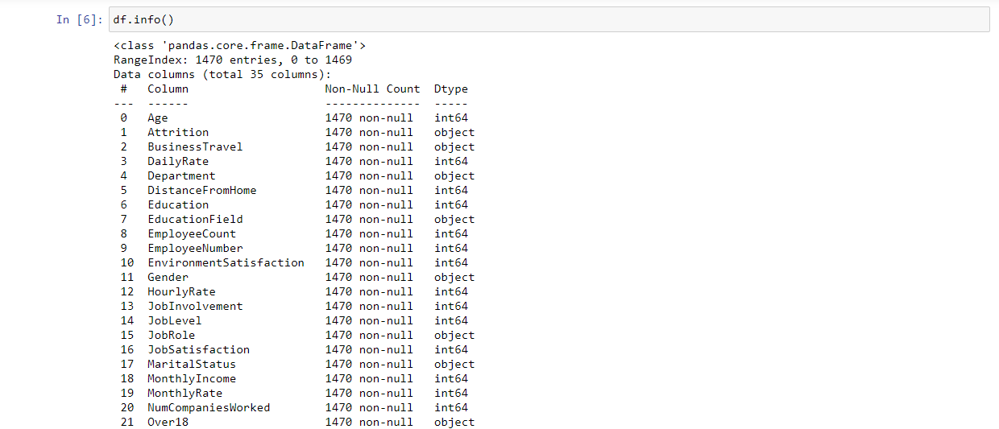 In [6]: df.info()
<class 'pandas.core.frame.DataFrame'>
RangeIndex: 1470 entries, 0 to 1469
Data columns (total 35 columns):
 #   Column                    Non-Null Count  Dtype
---  ------                    --------------  -----
 0   Age                       1470 non-null   int64
 1   Attrition                 1470 non-null   object
 2   BusinessTravel            1470 non-null   object
 3   DailyRate                 1470 non-null   int64
 4   Department                1470 non-null   object
 5   DistanceFromHome          1470 non-null   int64
 6   Education                 1470 non-null   int64
 7   EducationField            1470 non-null   object
 8   EmployeeCount             1470 non-null   int64
 9   EmployeeNumber            1470 non-null   int64
 10  EnvironmentSatisfaction   1470 non-null   int64
 11  Gender                    1470 non-null   object
 12  HourlyRate                1470 non-null   int64
 13  JobInvolvement            1470 non-null   int64
 14  JobLevel                  1470 non-null   int64
 15  JobRole                   1470 non-null   object
 16  JobSatisfaction           1470 non-null   int64
 17  MaritalStatus             1470 non-null   object
 18  MonthlyIncome             1470 non-null   int64
 19  MonthlyRate               1470 non-null   int64
 20  NumCompaniesWorked        1470 non-null   int64
 21  Over18                    1470 non-null   object